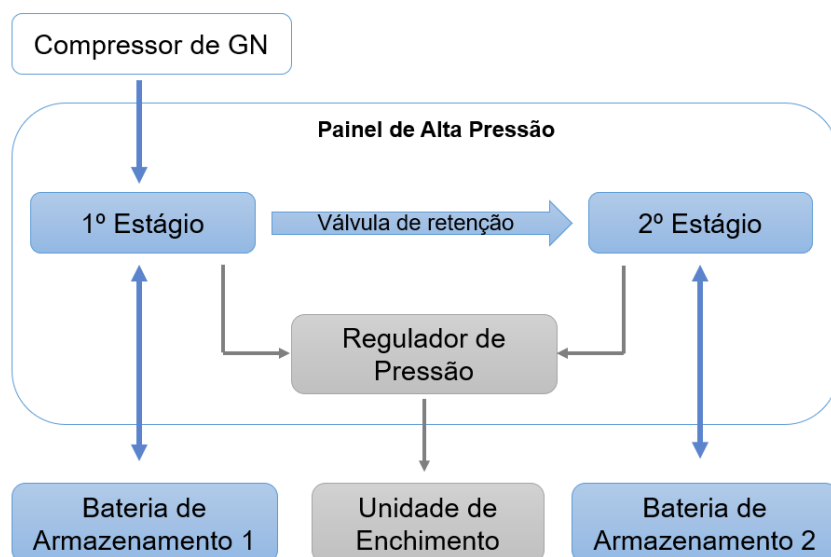 Compressor de GN
Painel de Alta Pressão
1º Estágio
Válvula de retenção
2º Estágio
Regulador de
Pressão
Bateria de
Armazenamento 1
Unidade de
Enchimento
Bateria de
Armazenamento 2